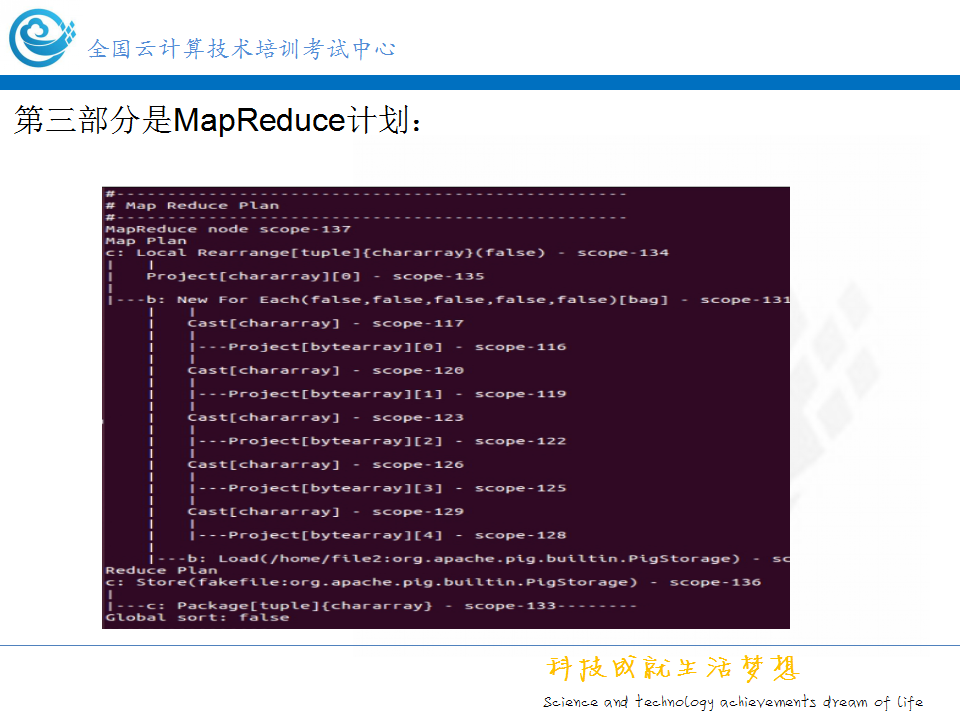 全国云计算技术培训考试中心
第三部分是MapReduce计划：
#--------------------------------------------------
# Map Reduce Plan
#--------------------------------------------------
MapReduce node scope-137
Map Plan
c: Local Rearrange[tuple]{chararray}(false) - scope-134
|   |
|   Project[chararray][0] - scope-135
|
|---b: New For Each(false,false,false,false,false)[bag] - scope-131
    |   |
    |   Cast[chararray] - scope-117
    |   |
    |   |---Project[bytearray][0] - scope-116
    |   |
    |   Cast[chararray] - scope-120
    |   |
    |   |---Project[bytearray][1] - scope-119
    |   |
    |   Cast[chararray] - scope-123
    |   |
    |   |---Project[bytearray][2] - scope-122
    |   |
    |   Cast[chararray] - scope-126
    |   |
    |   |---Project[bytearray][3] - scope-125
    |   |
    |   Cast[chararray] - scope-129
    |   |
    |   |---Project[bytearray][4] - scope-128
    |
    |---b: Load(/home/file2:org.apache.pig.builtin.PigStorage) - sc
Reduce Plan
c: Store(fakefile:org.apache.pig.builtin.PigStorage) - scope-136
|
|---c: Package[tuple]{chararray} - scope-133--------
Global sort: false
科技成就生活梦想
Science and technology achievements dream of life